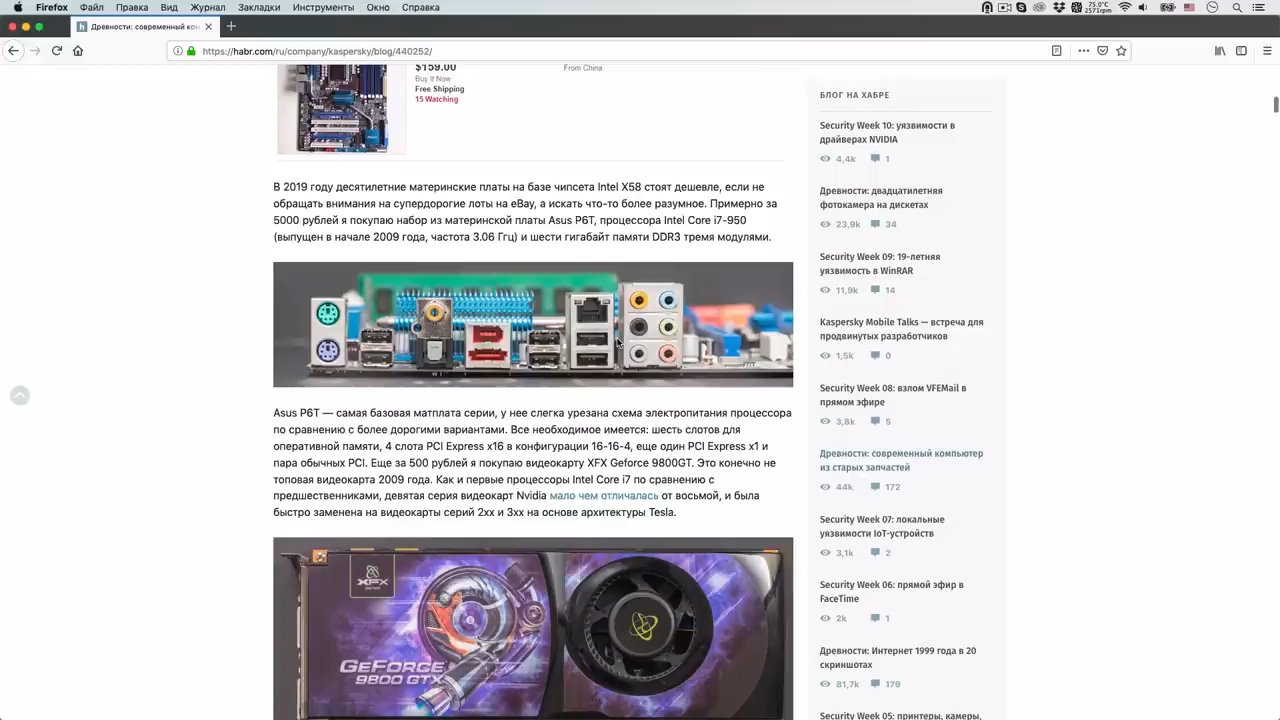 Firefox Файл Правка Вид Журнал Закладки Инструменты Окно Справка
75.0°C
2571rpm
Древности: современный ком
https://habr.com/ru/company/kaspersky/blog/440252/
$159.00
Buy It Now
Free Shipping
15 Watching
From China
В 2019 году десятилетние материнские платы на базе чипсета Intel X58 стоят дешевле, если не
обращать внимания на супердорогие лоты на eBay, а искать что-то более разумное. Примерно за
5000 рублей я покупаю набор из материнской платы Asus P6T, процессора Intel Core i7-950
(выпущен в начале 2009 года, частота 3.06 Ггц) и шести гигабайт памяти DDR3 тремя модулями.
Asus P6T — самая базовая матплата серии, у нее слегка урезана схема электропитания процессора
по сравнению с более дорогими вариантами. Все необходимое имеется: шесть слотов для
оперативной памяти, 4 слота PCI Express x16 в конфигурации 16-16-4, еще один PCI Express x1 и
пара обычных PCI. Еще за 500 рублей я покупаю видеокарту XFX Geforce 9800GT. Это конечно не
топовая видеокарта 2009 года. Как и первые процессоры Intel Core i7 по сравнению с
предшественниками, девятая серия видеокарт Nvidia мало чем отличалась от восьмой, и была
быстро заменена на видеокарты серий 2xx и 3xx на основе архитектуры Tesla.
XFX
GEFORCE
9800 GTX
БЛОГ НА ХАБРЕ
Security Week 10: уязвимости в
драйверах NVIDIA
4,4k 1
Древности: двадцатилетняя
фотокамера на дискетах
23,9k 34
Security Week 09: 19-летняя
уязвимость в WinRAR
11,9k 14
Kaspersky Mobile Talks — встреча для
продвинутых разработчиков
1,5k 0
Security Week 08: взлом VFEMail в
прямом эфире
3,8k 5
Древности: современный компьютер
из старых запчастей
44k 172
Security Week 07: локальные
уязвимости IoT-устройств
3,1k 2
Security Week 06: прямой эфир в
FaceTime
2k 1
Древности: Интернет 1999 года в 20
скриншотах
81,7k 179
Security Week 05: принтеры, камеры,